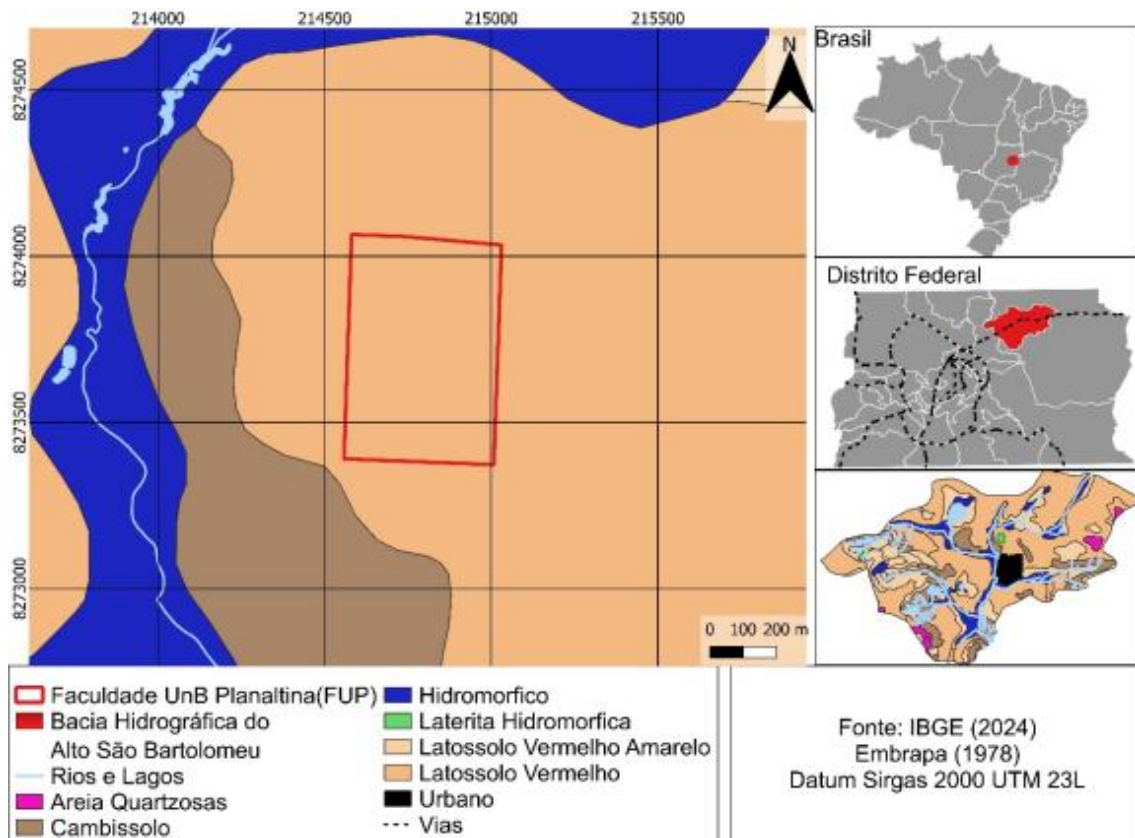 214000 214500 215000 215500
8274500
8274000
8273500
8273000
N
0 100 200 m
Brasil
Distrito Federal
Faculdade UnB Planaltina(FUP)
Bacia Hidrográfica do
Alto São Bartolomeu
Rios e Lagos
Areia Quartzosas
Cambissolo
Hidromorfico
Laterita Hidromorfica
Latossolo Vermelho Amarelo
Latossolo Vermelho
Urbano
Vias
Fonte: IBGE (2024)
Embrapa (1978)
Datum Sirgas 2000 UTM 23L